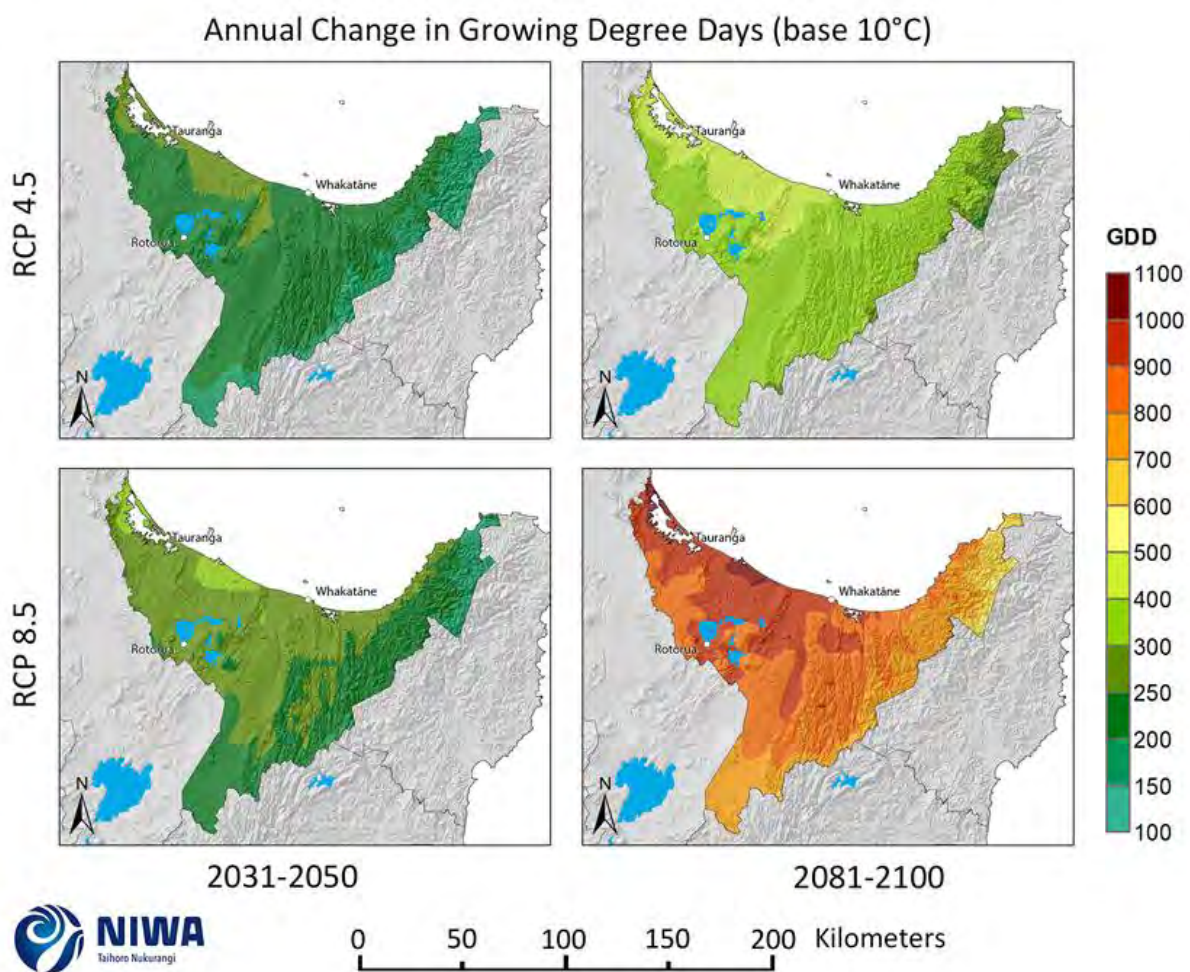 Annual Change in Growing Degree Days (base 10°C)
RCP 4.5
Tauranga
Whakatāne
Rotorua
N
Tauranga
Whakatāne
Rotorua
N
GDD
1100
1000
900
800
700
600
500
400
300
250
200
150
100
RCP 8.5
Tauranga
Whakatāne
Rotorua
N
Tauranga
Whakatāne
Rotorua
N
2031-2050
2081-2100
NIWA
Taihoro Nukurangi
0 50 100 150 200 Kilometers